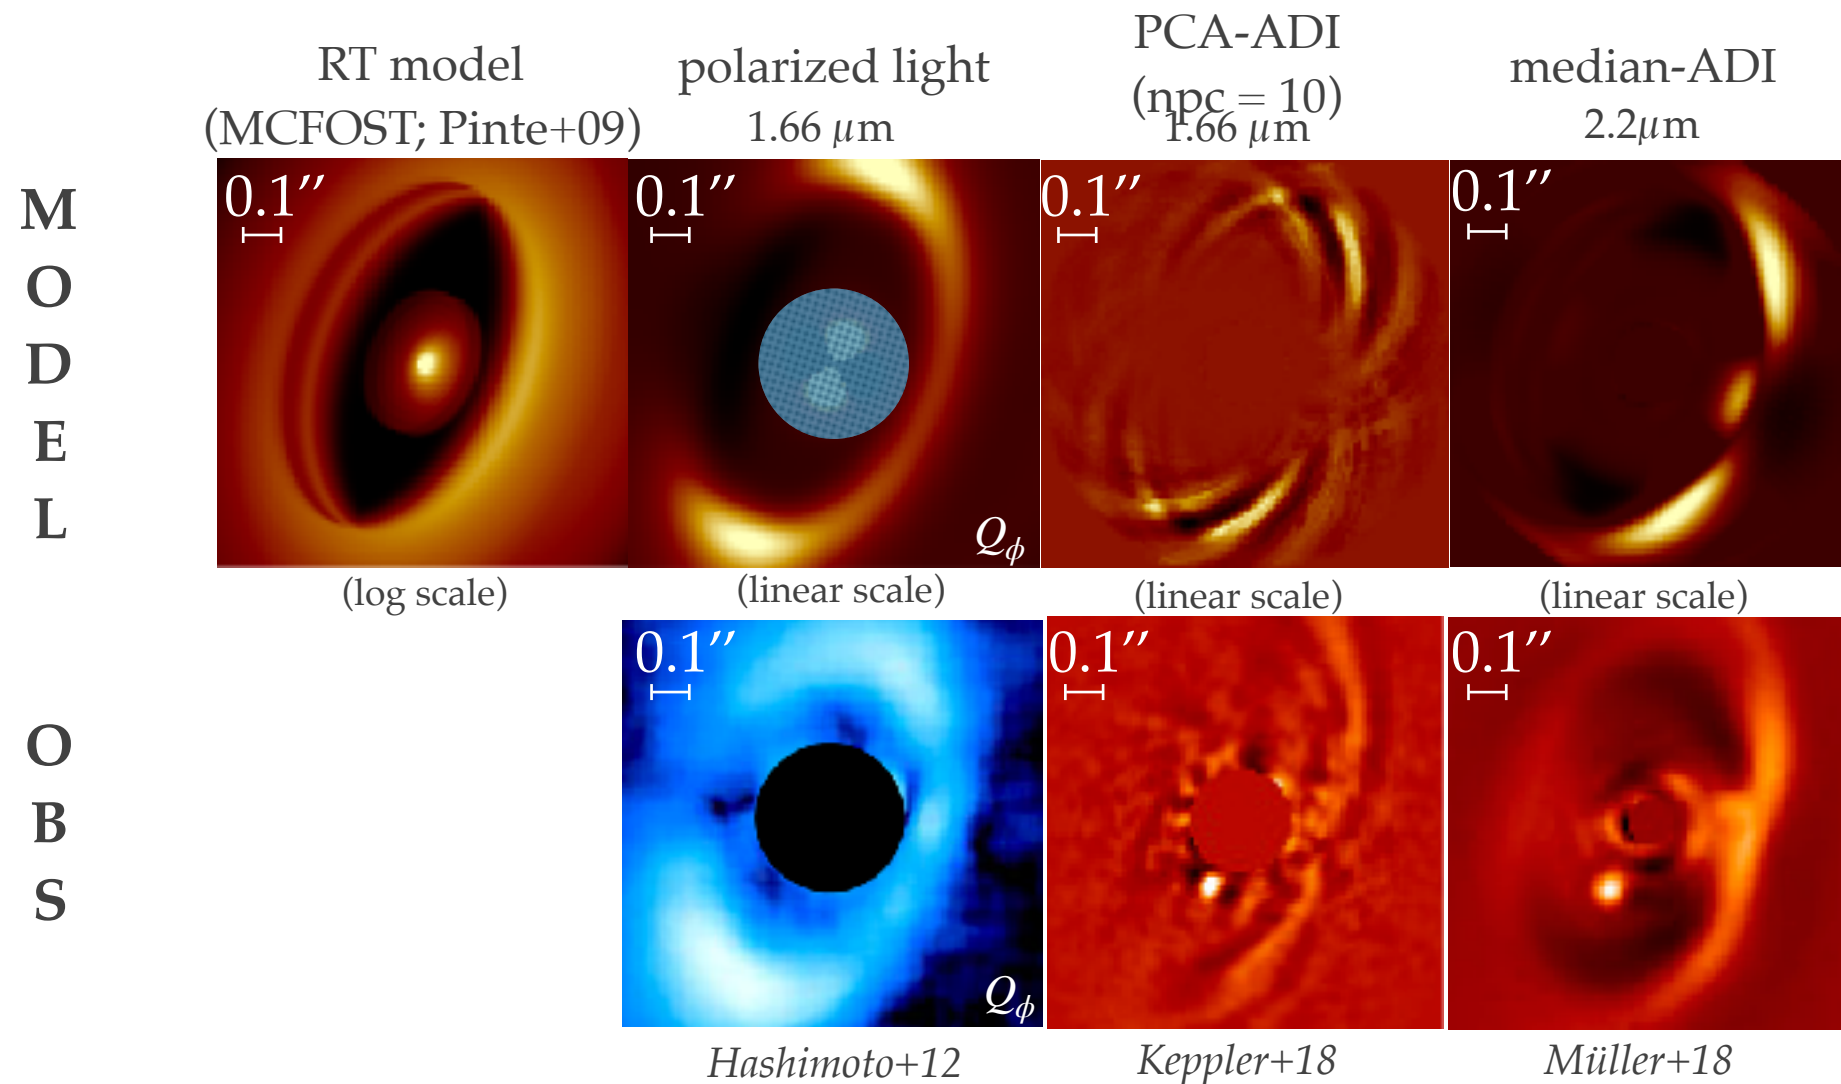 RT model
(MCFOST; Pinte+09)
polarized light
1.66 μm
PCA-ADI
(npc = 10)
1.66 μm
median-ADI
2.2μm
M
O
D
E
L
0.1″
0.1″
Qϕ
0.1″
0.1″
(log scale)
(linear scale)
(linear scale)
(linear scale)
O
B
S
0.1″
Qϕ
0.1″
0.1″
Hashimoto+12
Keppler+18
Müller+18